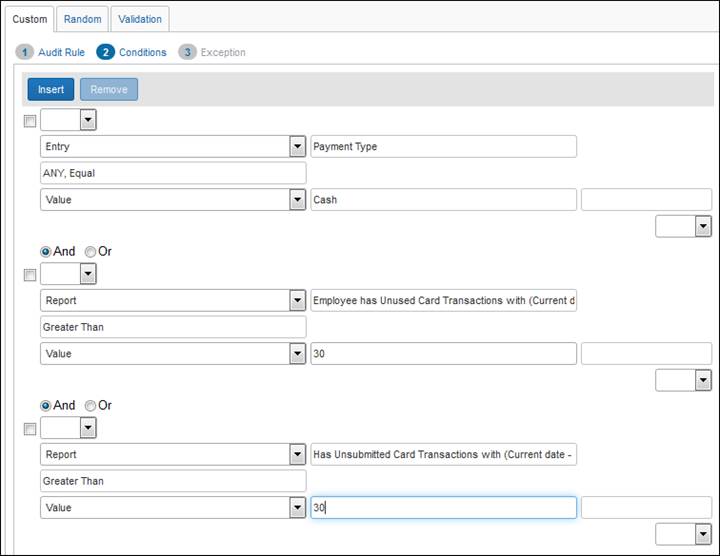 Custom Random Validation
1 Audit Rule 2 Conditions 3 Exception
Insert Remove
Entry Payment Type
ANY, Equal
Value Cash
And Or
Report Employee has Unused Card Transactions with (Current d
Greater Than
Value 30
And Or
Report Has Unsubmitted Card Transactions with (Current date -
Greater Than
Value 30